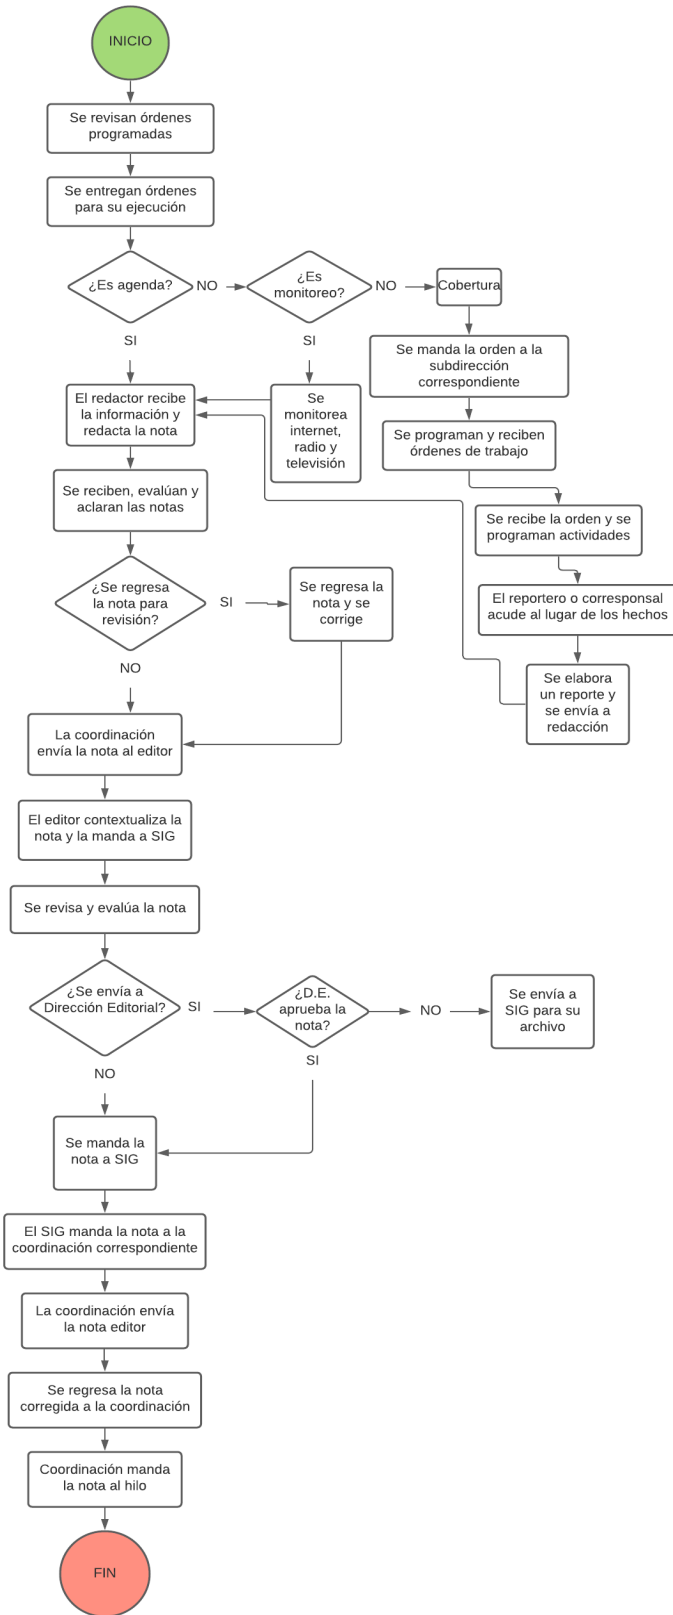 INICIO
Se revisan órdenes
programadas
Se entregan órdenes
para su ejecución
¿Es agenda?
NO
¿Es
monitoreo?
NO
Cobertura
SI
SI
Se manda la orden a la
subdirección
correspondiente
El redactor recibe
la información y
redacta la nota
Se
monitorea
internet,
radio y
televisión
Se programan y reciben
órdenes de trabajo
Se reciben, evalúan y
aclaran las notas
Se recibe la orden y se
programan actividades
¿Se regresa
la nota para
revisión?
SI
Se regresa la
nota y se
corrige
El reportero o corresponsal
acude al lugar de los hechos
NO
Se elabora
un reporte y
se envía a
redacción
La coordinación
envía la nota al editor
El editor contextualiza la
nota y la manda a SIG
Se revisa y evalúa la nota
¿Se envía a
Dirección Editorial?
SI
¿D.E.
aprueba la
nota?
NO
Se envía a
SIG para su
archivo
NO
SI
Se manda la
nota a SIG
El SIG manda la nota a la
coordinación correspondiente
La coordinación envía
la nota editor
Se regresa la nota
corregida a la coordinación
Coordinación manda
la nota al hilo
FIN